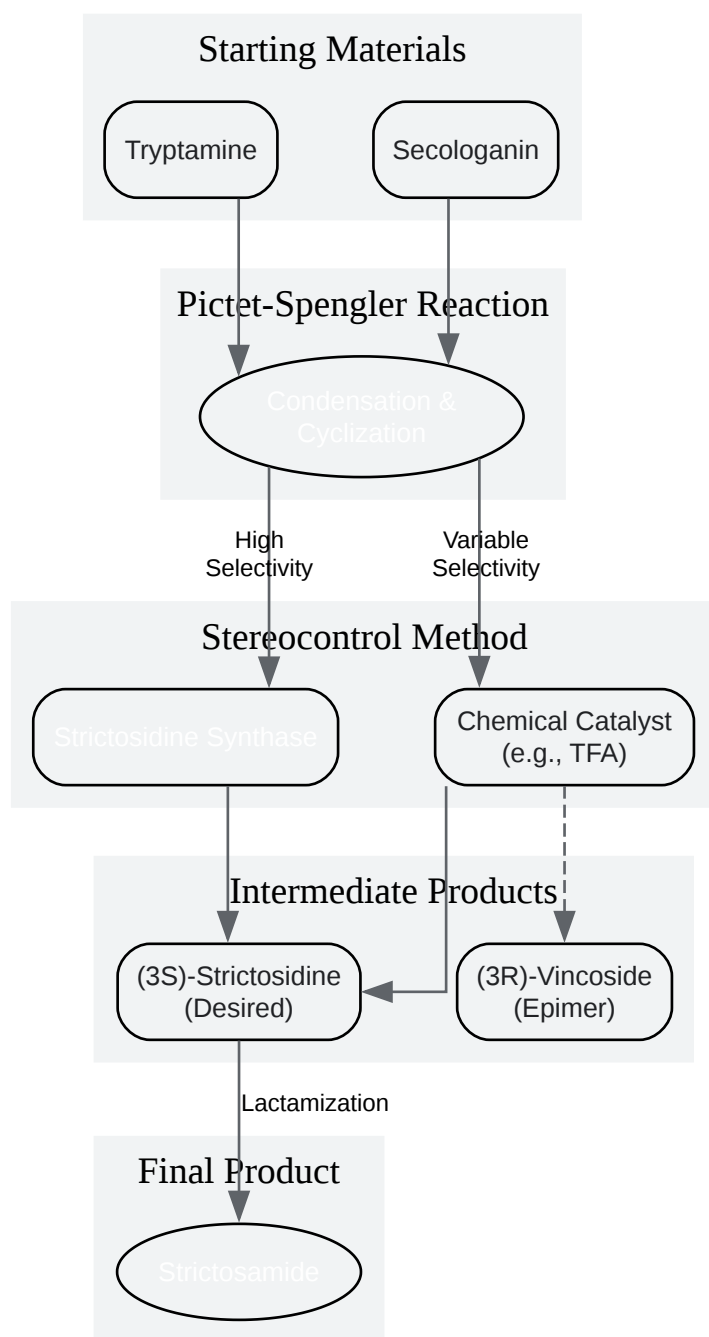 Starting Materials
Tryptamine
Secologanin
Pictet-Spengler Reaction
Condensation &
Cyclization
High
Selectivity
Variable
Selectivity
Stereocontrol Method
Strictosidine Synthase
Chemical Catalyst
(e.g., TFA)
Intermediate Products
(3S)-Strictosidine
(Desired)
(3R)-Vincoside
(Epimer)
Lactamization
Final Product
Strictosamide